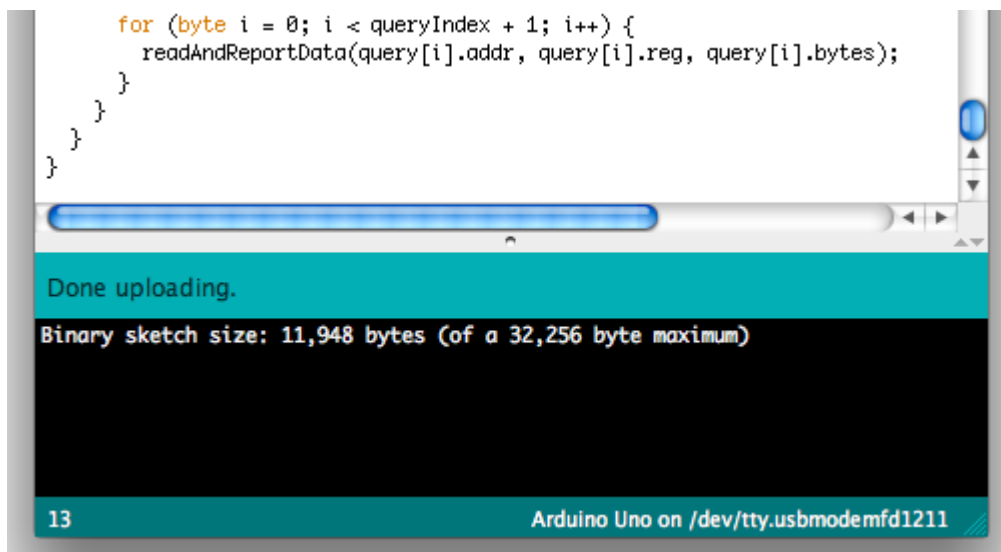 for (byte i = 0; i < queryIndex + 1; i++) {
readAndReportData(query[i].addr, query[i].reg, query[i].bytes);
}
}
}
}
Done uploading.
Binary sketch size: 11,948 bytes (of a 32,256 byte maximum)
13 Arduino Uno on /dev/tty.usbmodemfd1211